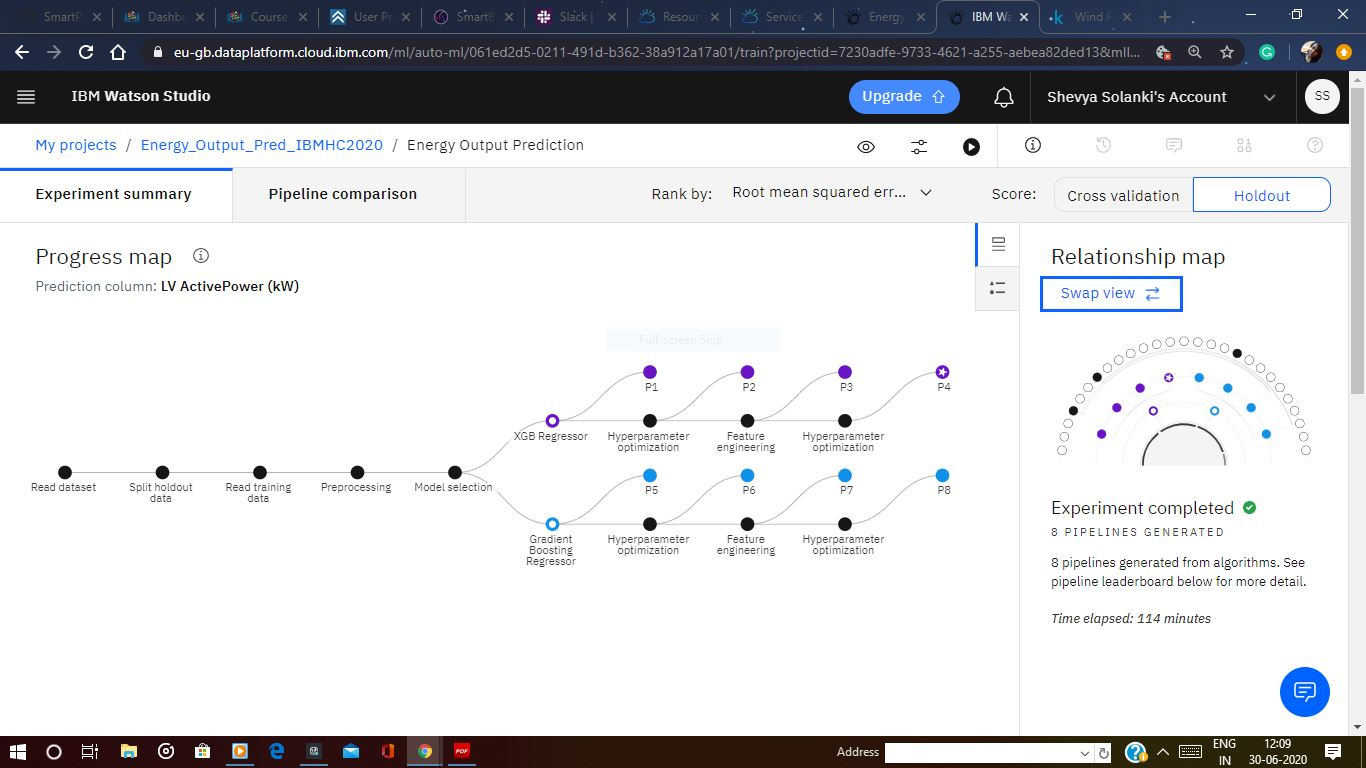 SmartP
Dashbo
Course
User Pr
SmartB
Slack |
Resour
Service
Energy
IBM Wa
Wind F
eu-gb.dataplatform.cloud.ibm.com/ml/auto-ml/061ed2d5-0211-491d-b362-38a912a17a01/train?projectid=7230adfe-9733-4621-a255-aebea82ded13&mll...
IBM Watson Studio
Upgrade
Shevya Solanki's Account
SS
My projects / Energy_Output_Pred_IBMHC2020 / Energy Output Prediction
Experiment summary
Pipeline comparison
Rank by:
Root mean squared err...
Score:
Cross validation
Holdout
Progress map
Prediction column: LV ActivePower (kW)
Full-screen Snip
P1
P2
P3
P4
XGB Regressor
Hyperparameter
optimization
Feature
engineering
Hyperparameter
optimization
Read dataset
Split holdout
data
Read training
data
Preprocessing
Model selection
P5
P6
P7
P8
Gradient
Boosting
Regressor
Hyperparameter
optimization
Feature
engineering
Hyperparameter
optimization
Relationship map
Swap view
Experiment completed
8 PIPELINES GENERATED
8 pipelines generated from algorithms. See
pipeline leaderboard below for more detail.
Time elapsed: 114 minutes
Address
ENG
IN
12:09
30-06-2020